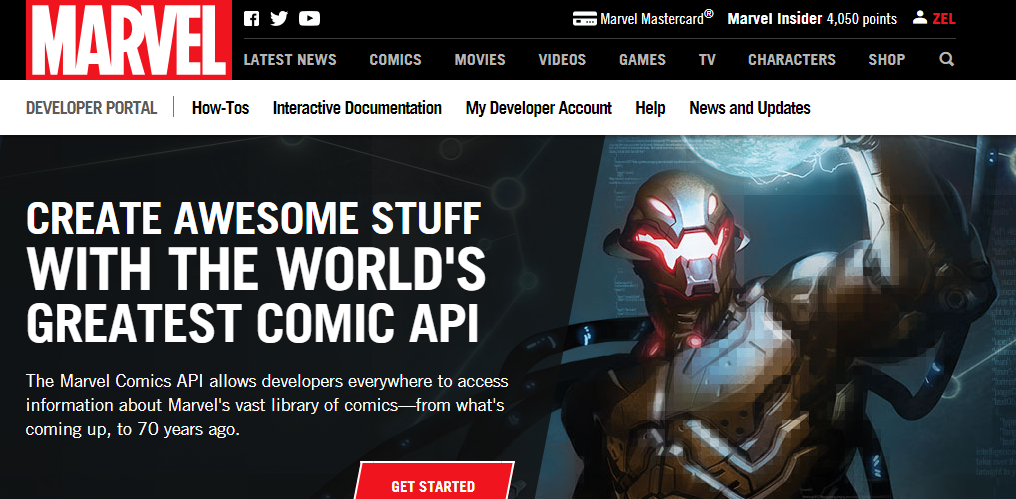 MARVEL
Marvel Mastercard® Marvel Insider 4,050 points ZEL
LATEST NEWS COMICS MOVIES VIDEOS GAMES TV CHARACTERS SHOP
DEVELOPER PORTAL How-Tos Interactive Documentation My Developer Account Help News and Updates
CREATE AWESOME STUFF
WITH THE WORLD'S
GREATEST COMIC API
The Marvel Comics API allows developers everywhere to access
information about Marvel's vast library of comics—from what's
coming up, to 70 years ago.
GET STARTED